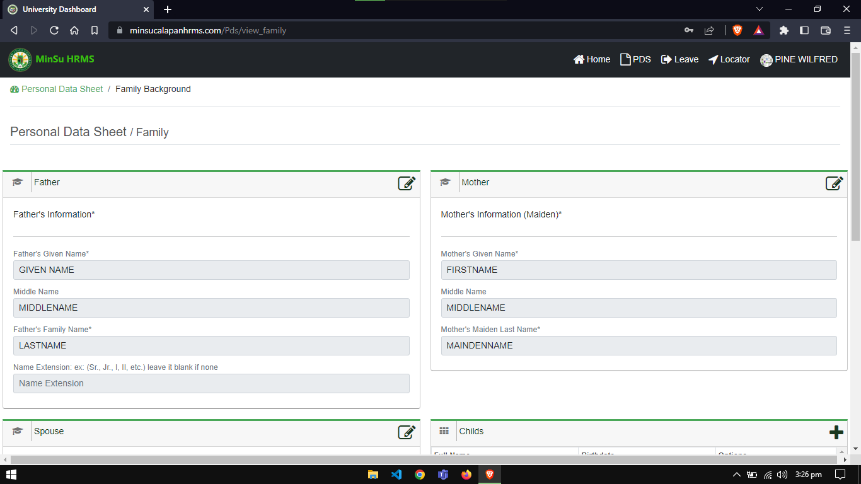 University Dashboard
minsucalapanhrms.com/Pds/view_family
MinSu HRMS
Home
PDS
Leave
Locator
PINE WILFRED
Personal Data Sheet / Family Background
Personal Data Sheet / Family
Father
Father's Information*
Father's Given Name*
GIVEN NAME
Middle Name
MIDDLENAME
Father's Family Name*
LASTNAME
Name Extension: ex: (Sr., Jr., I, II, etc.) leave it blank if none
Name Extension
Mother
Mother's Information (Maiden)*
Mother's Given Name*
FIRSTNAME
Middle Name
MIDDLENAME
Mother's Maiden Last Name*
MAINDENNAME
Spouse
Childs
Full Name
Birthdate
Options
3:26 pm